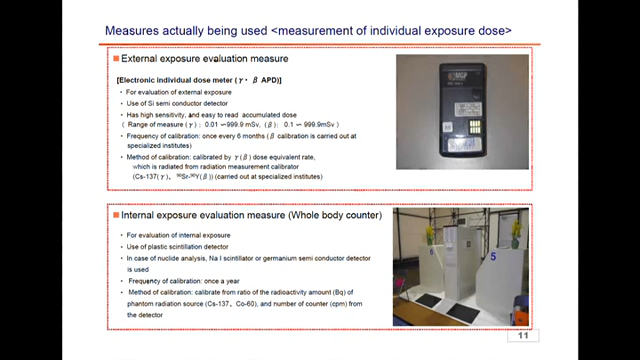 Measures actually being used <measurement of individual exposure dose>
External exposure evaluation measure
[Electronic individual dose meter (γ・ β APD)]
・ For evaluation of external exposure
・ Use of Si semi conductor detector
・ Has high sensitivity, and easy to read accumulated dose
( Range of measure (γ) : 0.01 ～999.9 mSv, (β) : 0.1 ～ 999.9mSv)
・ Frequency of calibration: once every 6 months (β calibration is carried out at
specialized institutes)
・ Method of calibration: calibrated by γ(β) dose equivalent rate,
which is radiated from radiation measurement calibrator
(Cs-137(γ)、 ⁹⁰Sr-⁹⁰Y(β)) (carried out at specialized institutes)
MGP
Internal exposure evaluation measure (Whole body counter)
・ For evaluation of internal exposure
・ Use of plastic scintillation detector
・ In case of nuclide analysis, Na I scintillator or germanium semi conductor detector
is used
・ Frequency of calibration: once a year
・ Method of calibration: calibrate from ratio of the radioactivity amount (Bq) of
phantom radiation source (Cs-137、Co-60), and number of counter (cpm) from
the detector
6
5
11